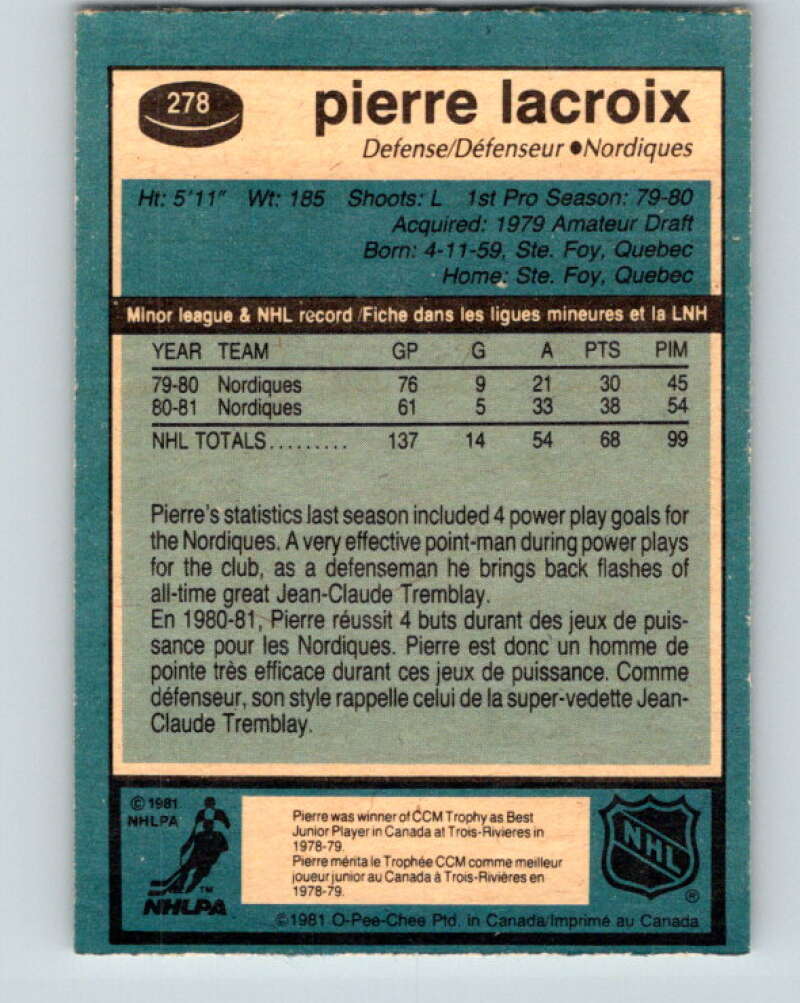 278
pierre lacroix
Defense/Défenseur ●Nordiques
Ht: 5'11" Wt: 185 Shoots: L 1st Pro Season: 79-80
Acquired: 1979 Amateur Draft
Born: 4-11-59, Ste. Foy, Quebec
Home: Ste. Foy, Quebec
Minor league & NHL record /Fiche dans les ligues mineures et la LNH
YEAR TEAM GP G A PTS PIM
79-80 Nordiques 76 9 21 30 45
80-81 Nordiques 61 5 33 38 54
NHL TOTALS......... 137 14 54 68 99
Pierre's statistics last season included 4 power play goals for
the Nordiques. A very effective point-man during power plays
for the club, as a defenseman he brings back flashes of
all-time great Jean-Claude Tremblay.
En 1980-81, Pierre réussit 4 buts durant des jeux de puis-
sance pour les Nordiques. Pierre est donc un homme de
pointe très efficace durant ces jeux de puissance. Comme
défenseur, son style rappelle celui de la super-vedette Jean-
Claude Tremblay.
© 1981
NHLPA
Pierre was winner of CCM Trophy as Best
Junior Player in Canada at Trois-Rivieres in
1978-79.
Pierre mérita le Trophée CCM comme meilleur
joueur junior au Canada à Trois-Rivières en
1978-79.
TM
NHLPA
NHL
®
©1981 O-Pee-Chee Ptd. in Canada/Imprimé au Canada